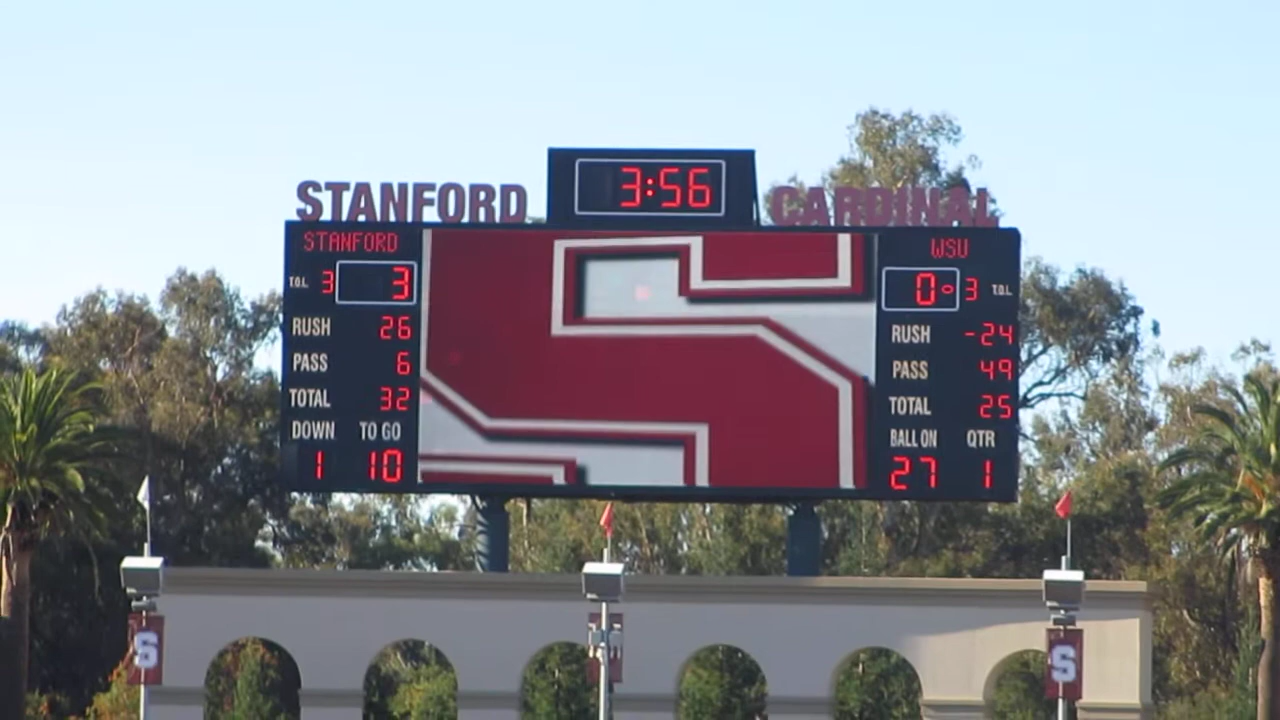 3:56
STANFORD CARDINAL
STANFORD WSU
T.O.L. 3 3 0 3 T.O.L.
RUSH 26 RUSH -24
PASS 6 PASS 49
TOTAL 32 TOTAL 25
DOWN TO GO BALL ON QTR
1 10 27 1
S
S S